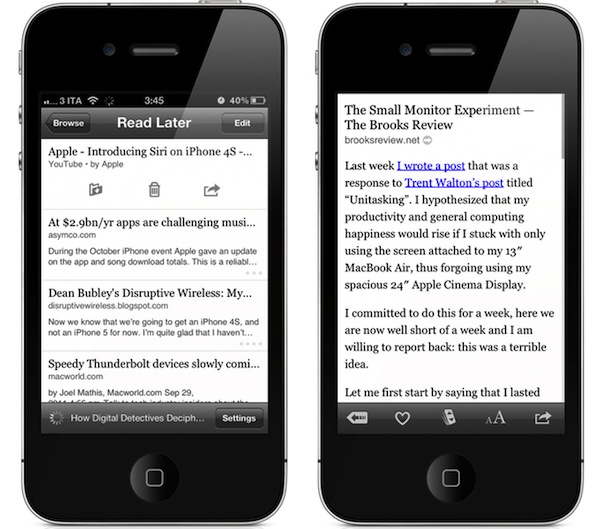 3 ITA 3:45 40%
Browse Read Later Edit
Apple - Introducing Siri on iPhone 4S -...
YouTube • by Apple
At $2.9bn/yr apps are challenging musi...
asymco.com
During the October iPhone event Apple gave an update
on the app and song download totals. This is a reliabl...
Dean Bubley's Disruptive Wireless: My...
disruptivewireless.blogspot.com
Now we know that we're going to get an iPhone 4S, and
not an iPhone 5 for now. I'm quite glad that I haven't...
Speedy Thunderbolt devices slowly comi...
macworld.com
by Joel Mathis, Macworld.com Sep 29,
How Digital Detectives Deciph... Settings
The Small Monitor Experiment —
The Brooks Review
brooksreview.net
Last week I wrote a post that was a
response to Trent Walton's post titled
“Unitasking”. I hypothesized that my
productivity and general computing
happiness would rise if I stuck with only
using the screen attached to my 13″
MacBook Air, thus forgoing using my
spacious 24″ Apple Cinema Display.
I committed to do this for a week, here we
are now well short of a week and I am
willing to report back: this was a terrible
idea.
Let me first start by saying that I lasted
AA